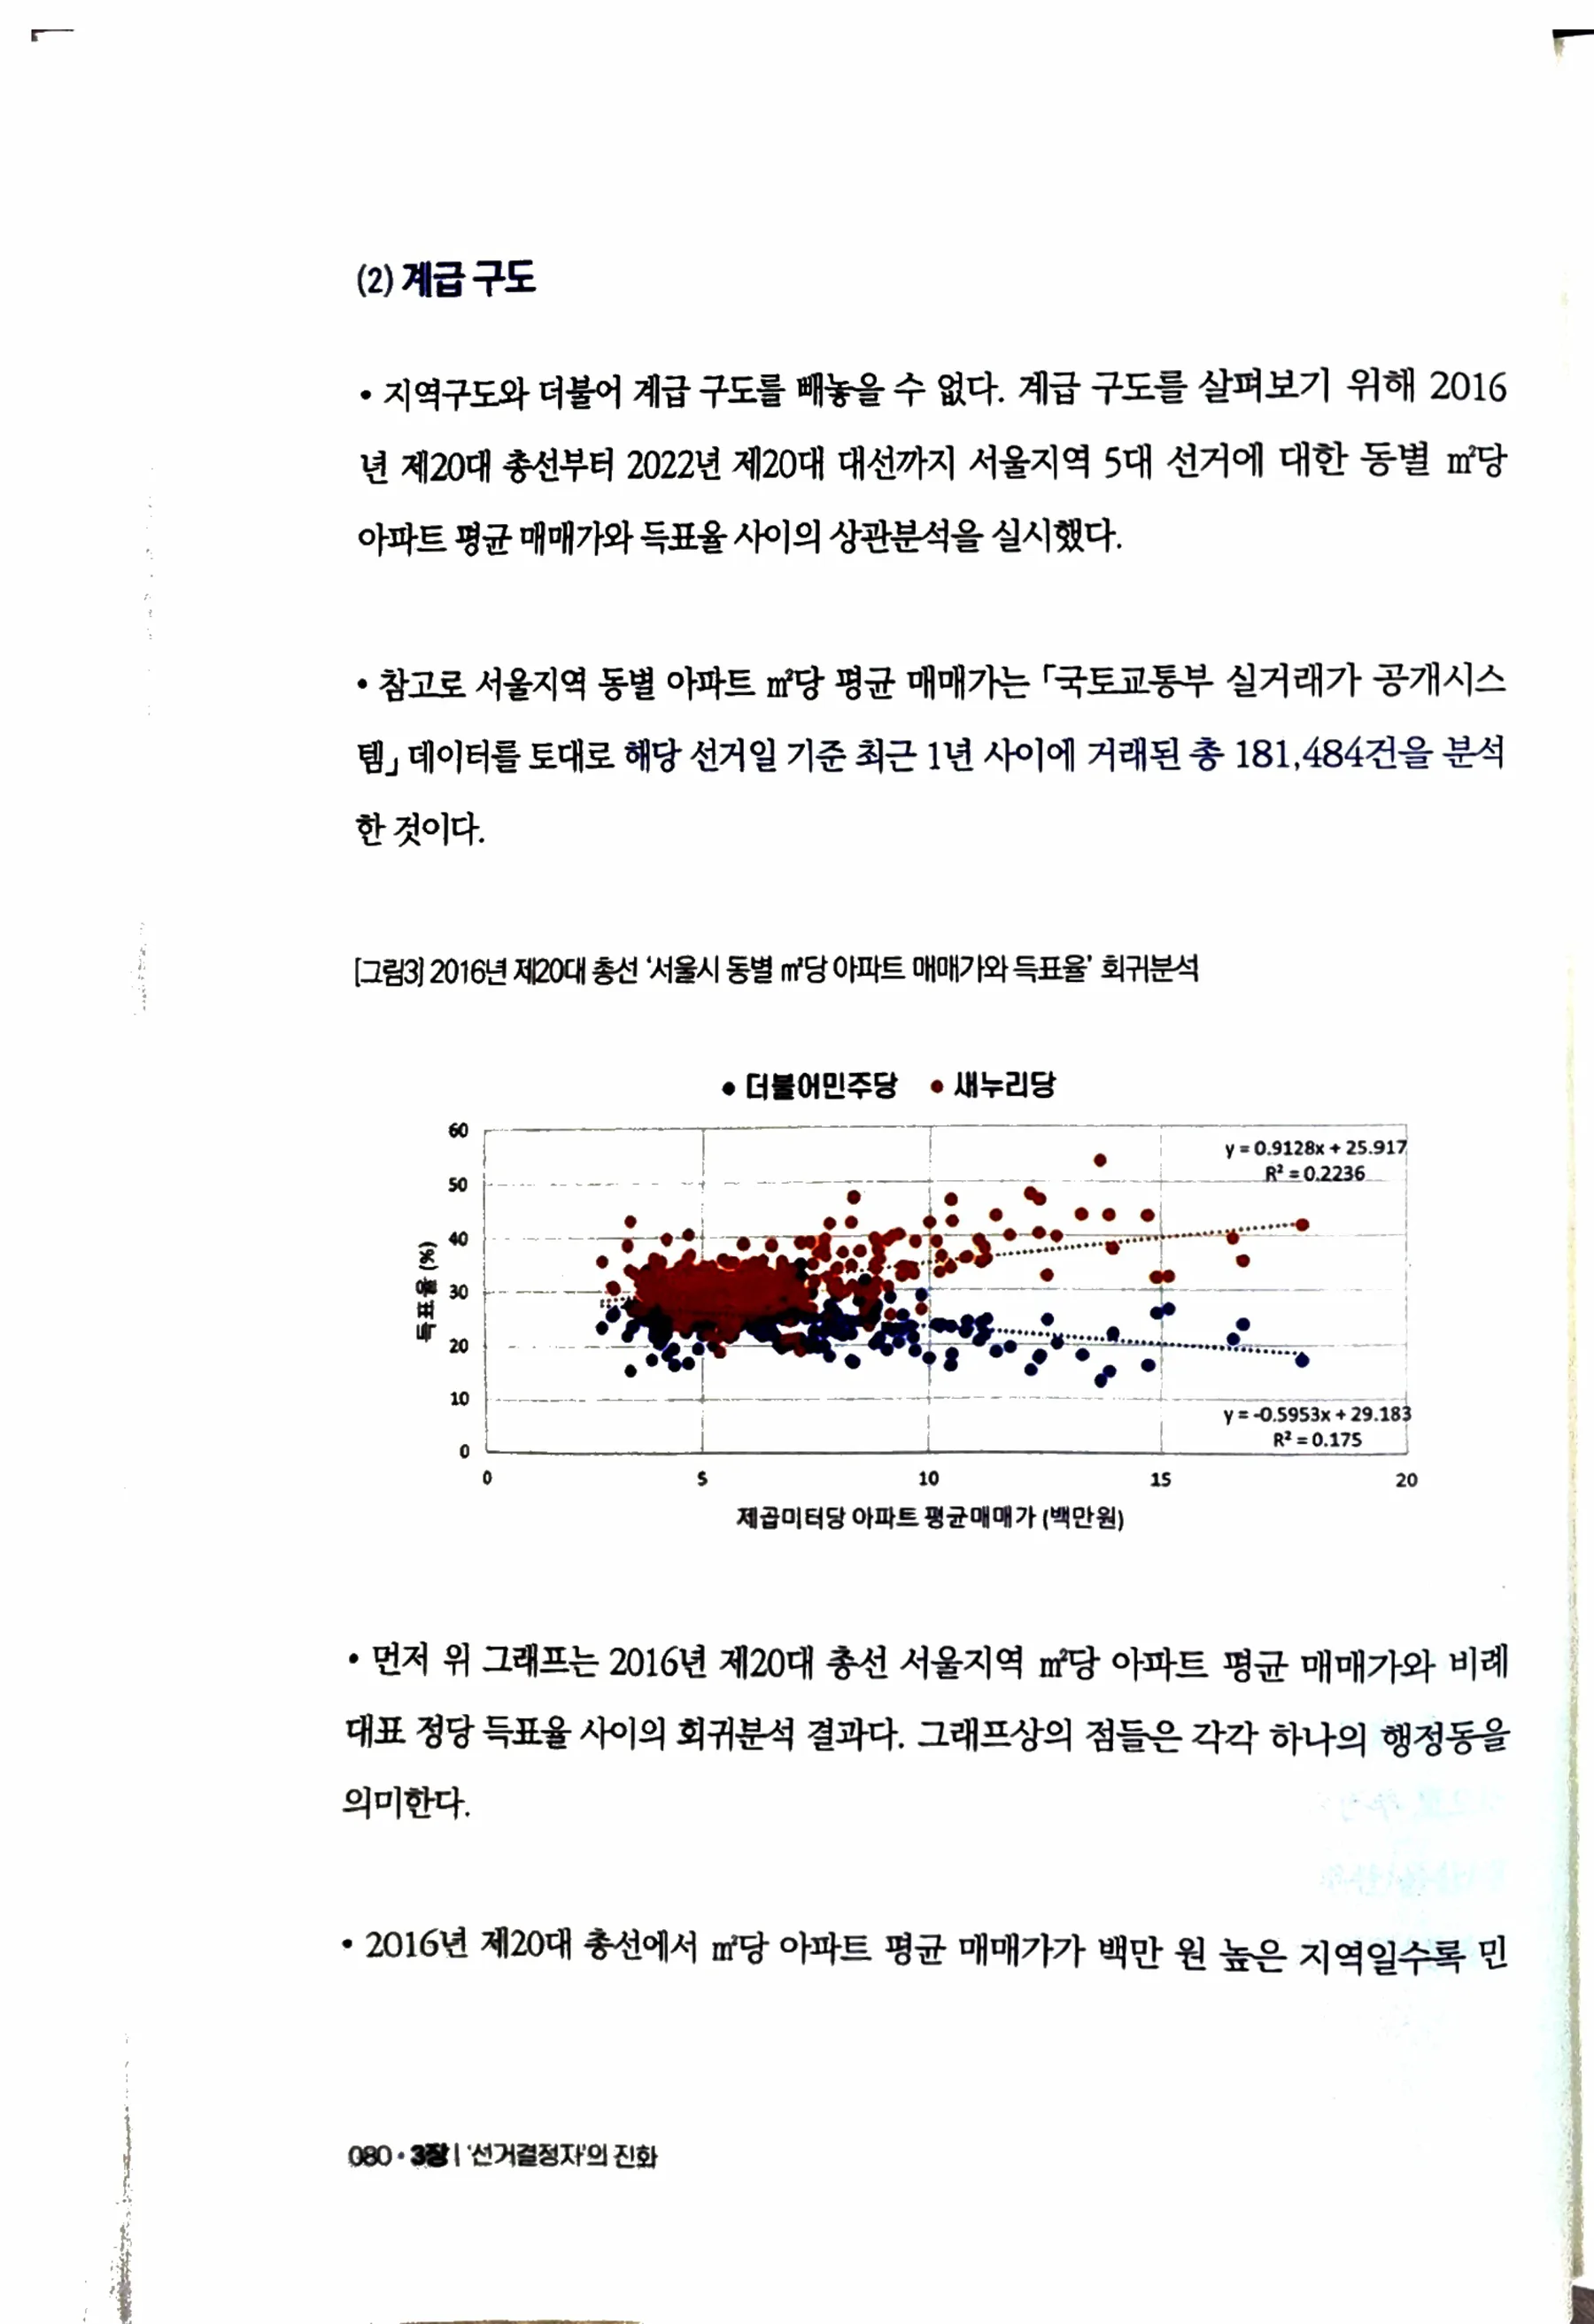 (2) 계급 구도
• 지역구도와 더불어 계급 구도를 빼놓을 수 없다. 계급 구도를 살펴보기 위해 2016
년 제20대 총선부터 2022년 제20대 대선까지 서울지역 5대 선거에 대한 동별 ㎡당
아파트 평균 매매가와 득표율 사이의 상관분석을 실시했다.
• 참고로 서울지역 동별 아파트 ㎡당 평균 매매가는 「국토교통부 실거래가 공개시스
템」 데이터를 토대로 해당 선거일 기준 최근 1년 사이에 거래된 총 181,484건을 분석
한 것이다.
[그림3] 2016년 제20대 총선 ‘서울시 동별 ㎡당 아파트 매매가와 득표율’ 회귀분석
● 더불어민주당 ● 새누리당
60
50
40
30
20
10
0
득표율 (%)
y = 0.9128x + 25.917
R² = 0.2236
y = -0.5953x + 29.183
R² = 0.175
0 5 10 15 20
제곱미터당 아파트 평균매매가 (백만원)
• 먼저 위 그래프는 2016년 제20대 총선 서울지역 ㎡당 아파트 평균 매매가와 비례
대표 정당 득표율 사이의 회귀분석 결과다. 그래프상의 점들은 각각 하나의 행정동을
의미한다.
• 2016년 제20대 총선에서 ㎡당 아파트 평균 매매가가 백만 원 높은 지역일수록 민
080 • 3장 | ‘선거결정자’의 진화